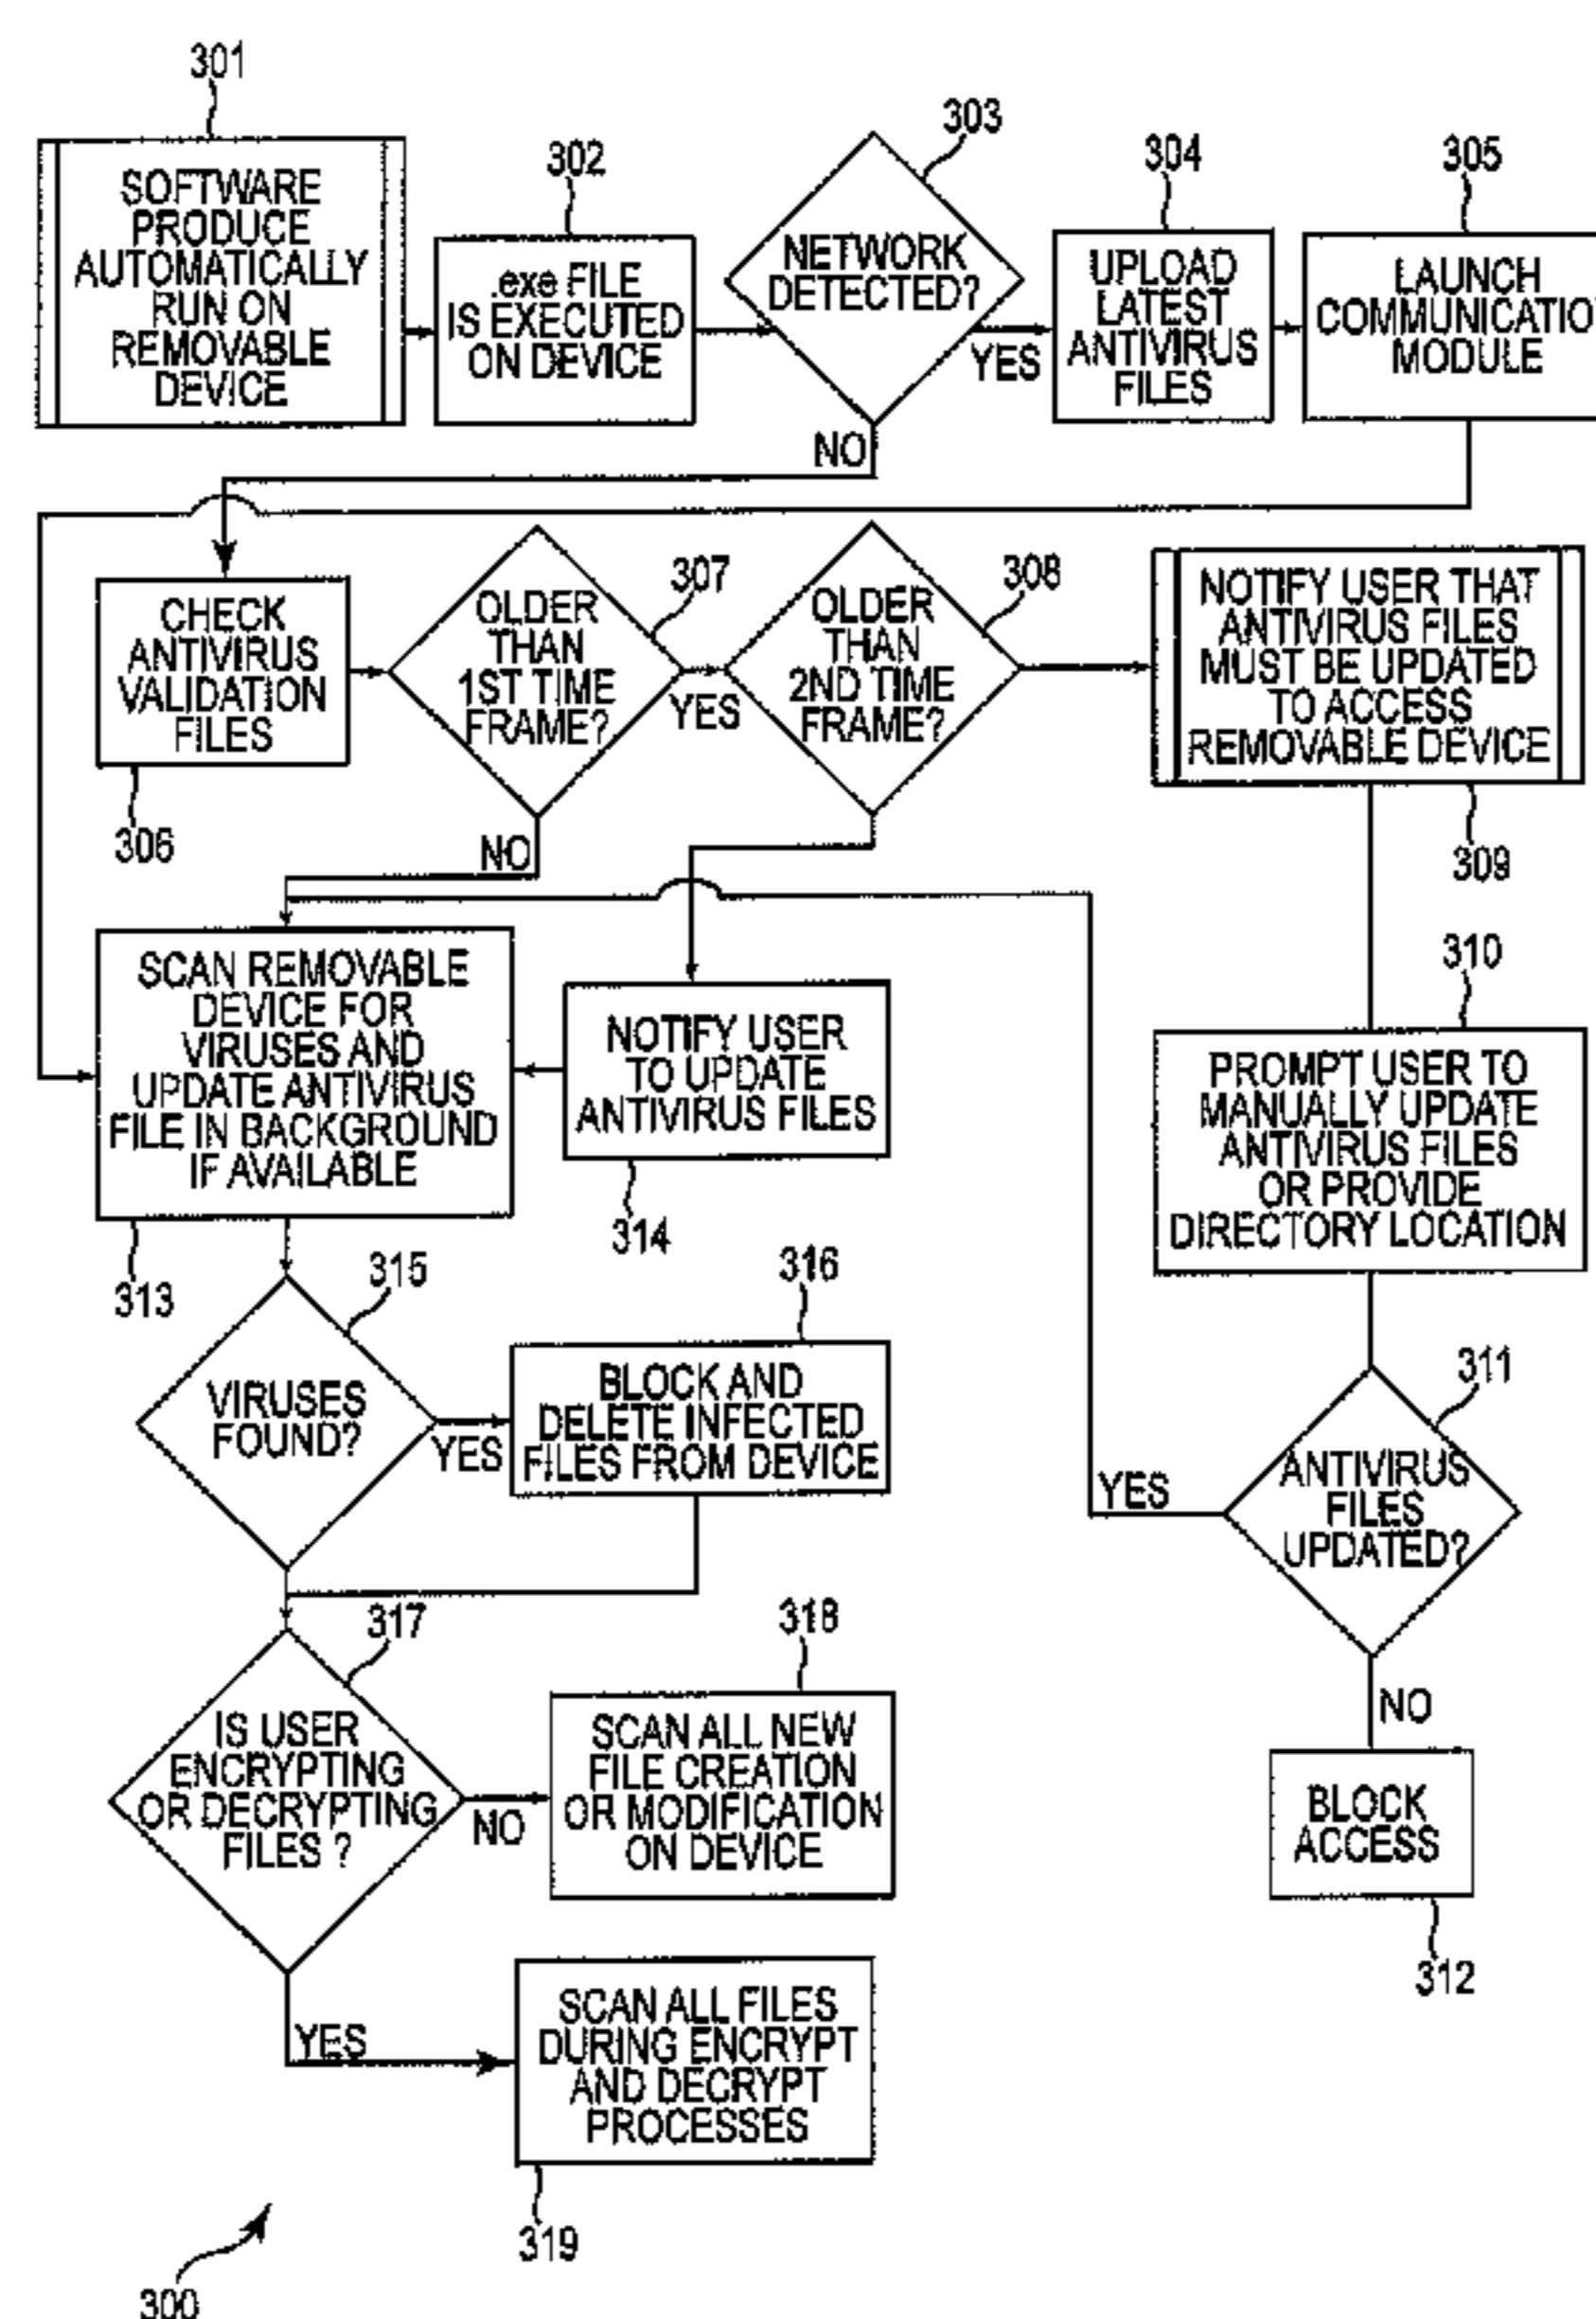 301
SOFTWARE
PRODUCE
AUTOMATICALLY
RUN ON
REMOVABLE
DEVICE
302
.exe FILE
IS EXECUTED
ON DEVICE
303
NETWORK
DETECTED?
YES
NO
304
UPLOAD
LATEST
ANTIVIRUS
FILES
305
LAUNCH
COMMUNICATIO
MODULE
CHECK
ANTIVIRUS
VALIDATION
FILES
306
307
OLDER
THAN
1ST TIME
FRAME?
YES
NO
308
OLDER
THAN
2ND TIME
FRAME?
NOTIFY USER THAT
ANTIVIRUS FILES
MUST BE UPDATED
TO ACCESS
REMOVABLE DEVICE
309
310
PROMPT USER TO
MANUALLY UPDATE
ANTIVIRUS FILES
OR PROVIDE
DIRECTORY LOCATION
SCAN REMOVABLE
DEVICE FOR
VIRUSES AND
UPDATE ANTIVIRUS
FILE IN BACKGROUND
IF AVAILABLE
313
NOTIFY USER
TO UPDATE
ANTIVIRUS FILES
314
315
VIRUSES
FOUND?
YES
316
BLOCK AND
DELETE INFECTED
FILES FROM DEVICE
311
ANTIVIRUS
FILES
UPDATED?
YES
NO
BLOCK
ACCESS
312
317
IS USER
ENCRYPTING
OR DECRYPTING
FILES ?
NO
YES
318
SCAN ALL NEW
FILE CREATION
OR MODIFICATION
ON DEVICE
SCAN ALL FILES
DURING ENCRYPT
AND DECRYPT
PROCESSES
319
300